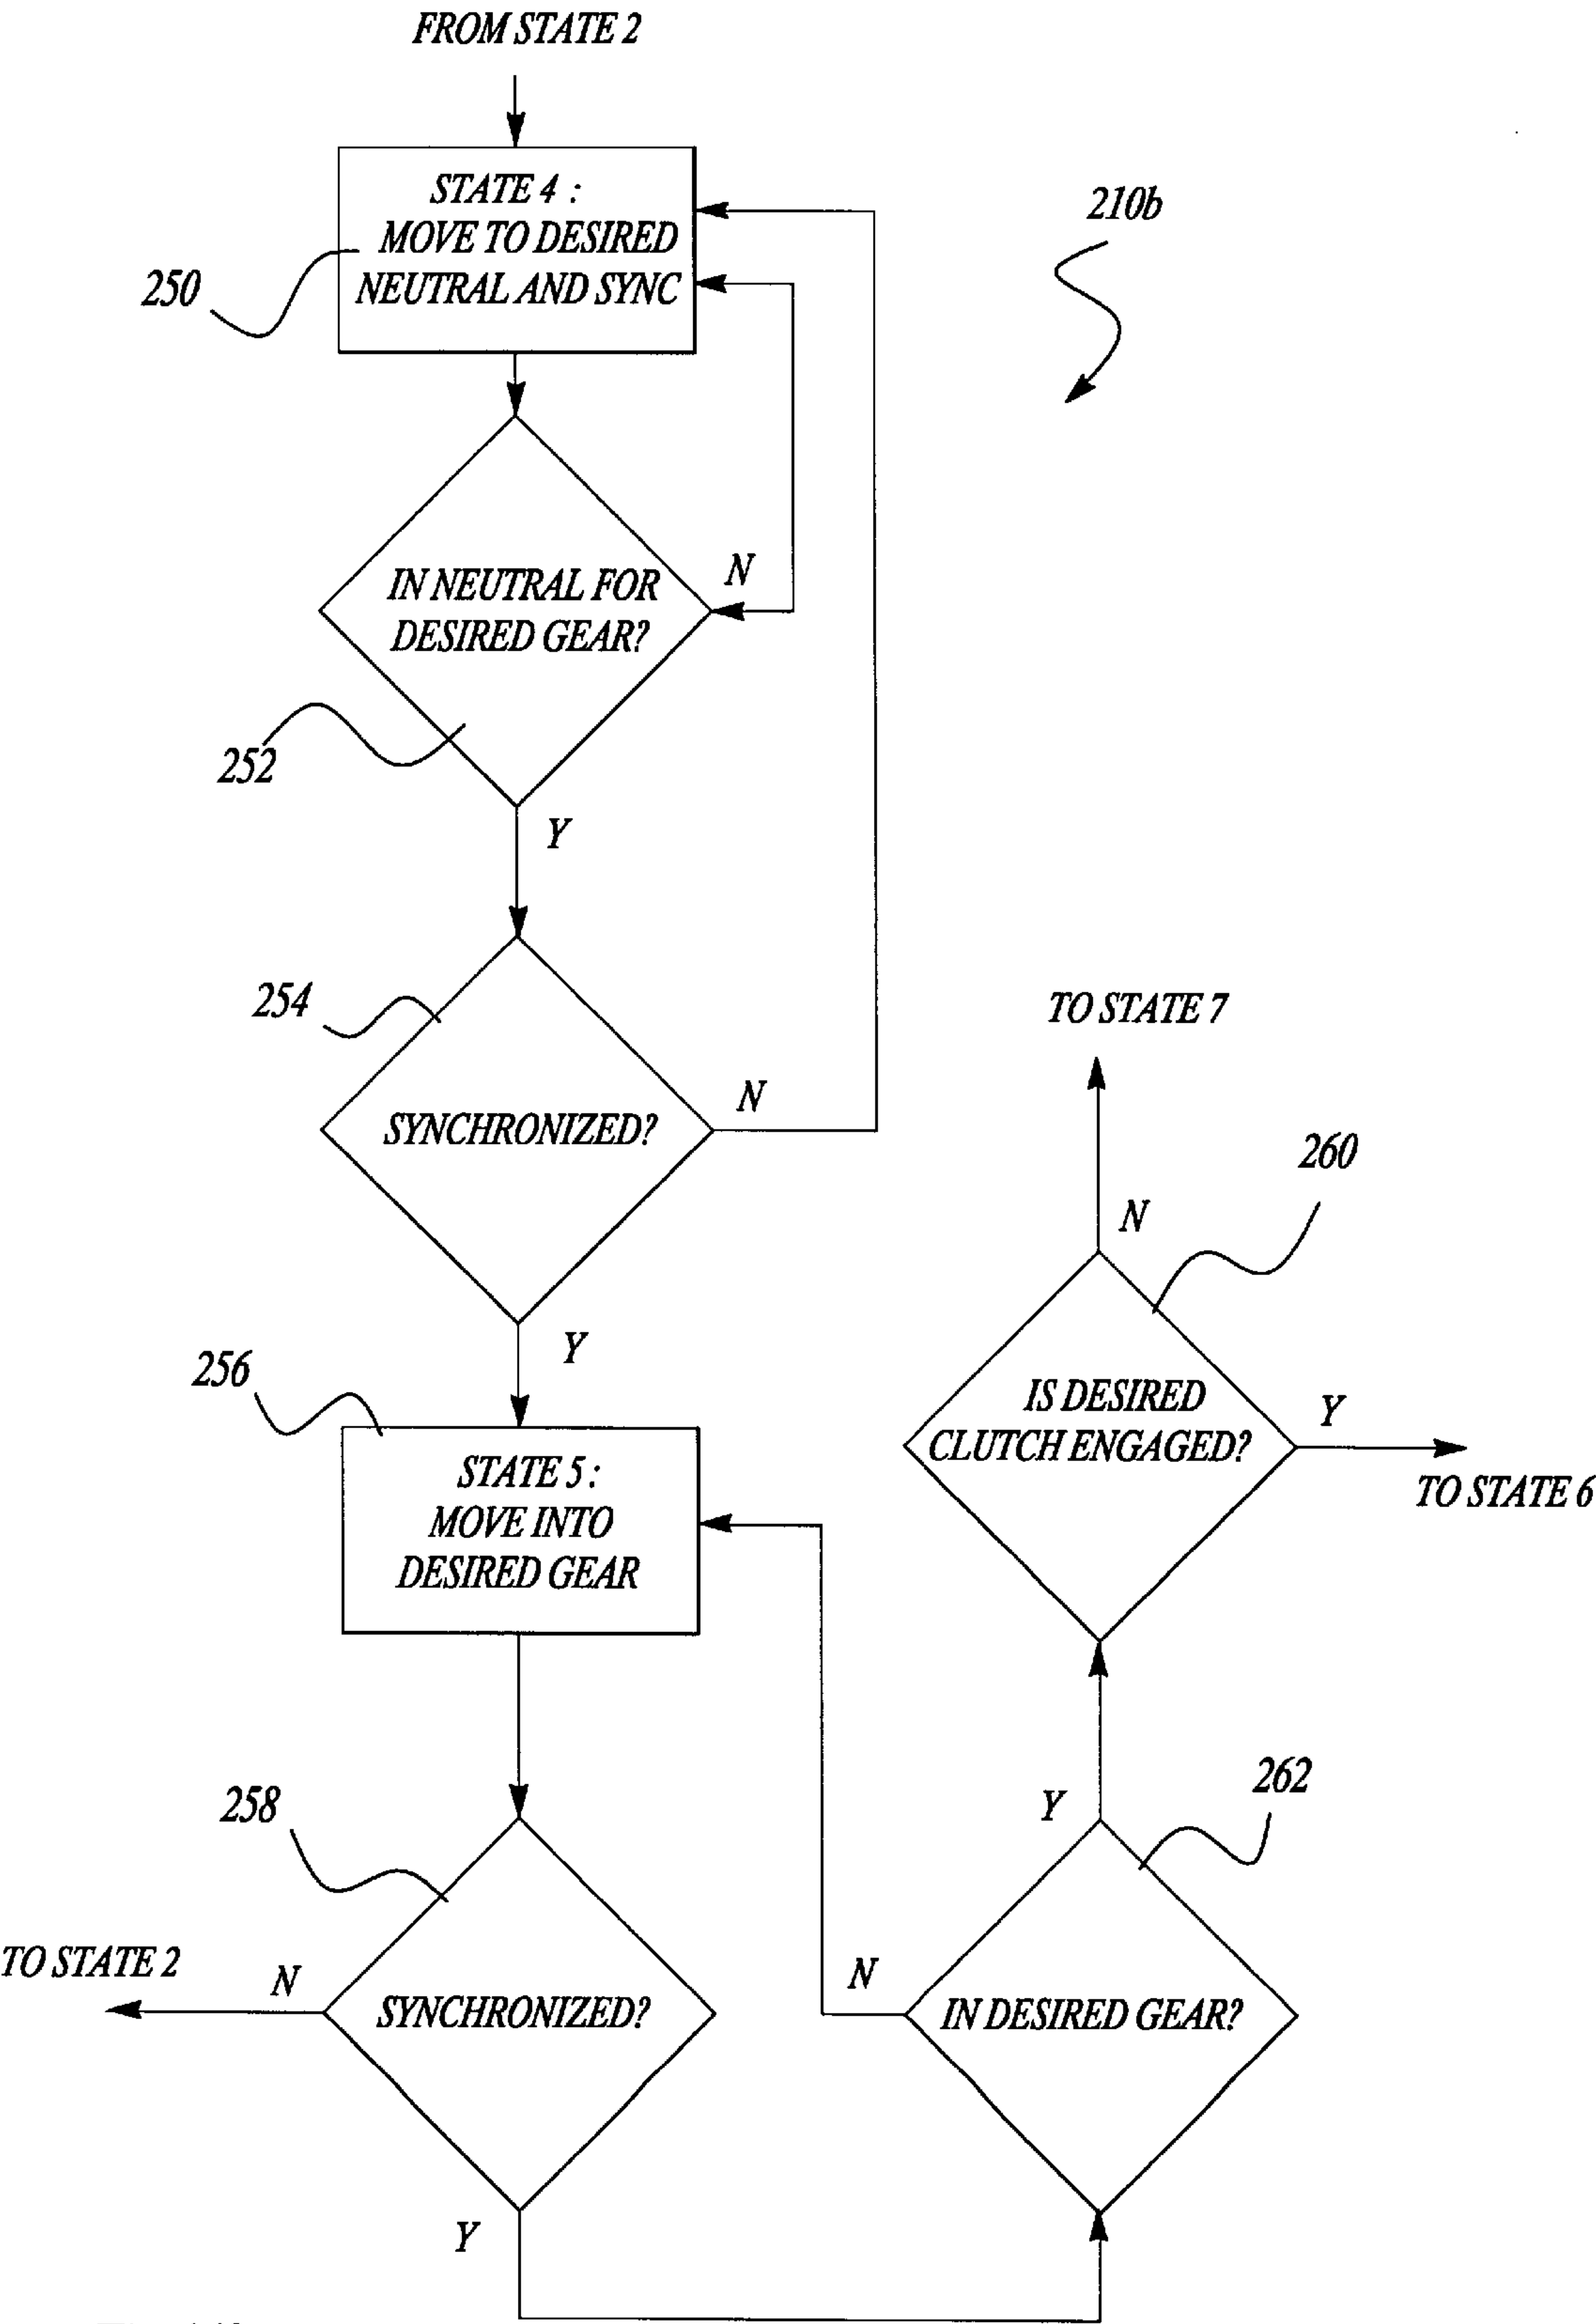 FROM STATE 2
STATE 4 :
MOVE TO DESIRED
NEUTRAL AND SYNC
210b
250
IN NEUTRAL FOR
DESIRED GEAR?
N
252
Y
254
SYNCHRONIZED?
N
TO STATE 7
260
N
Y
256
IS DESIRED
CLUTCH ENGAGED?
Y
TO STATE 6
STATE 5 :
MOVE INTO
DESIRED GEAR
258
262
Y
TO STATE 2
N
SYNCHRONIZED?
N
IN DESIRED GEAR?
Y